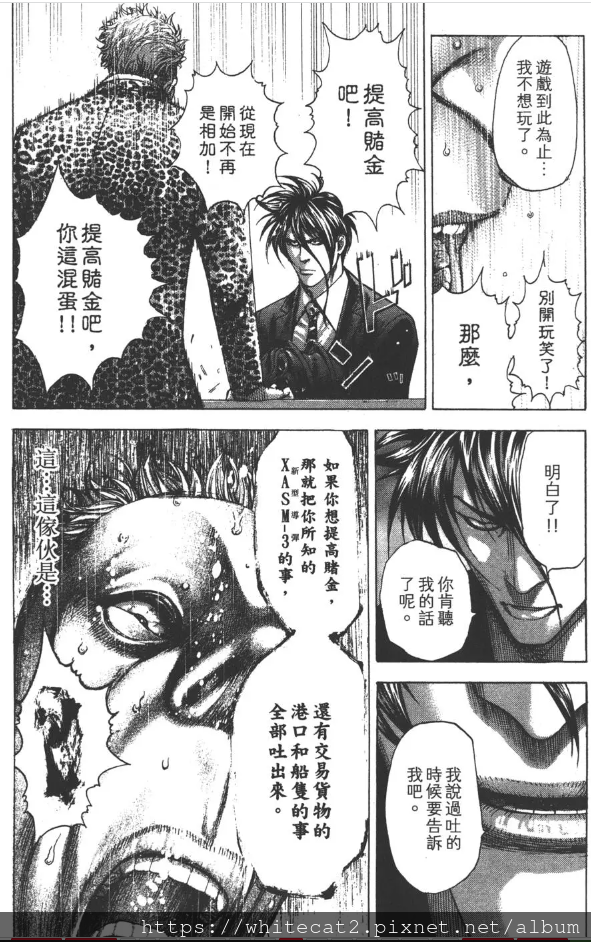 遊戲到此為止…
我不想玩了。
別開玩笑了！
那麼，
提高賭金
吧！
從現在
開始不再
是相加！
提高賭金吧，
你這混蛋!!
明白了!!
你肯聽
我的話
了呢。
我說過吐的
時候要告訴
我吧。
如果你想提高賭金，
那就把你所知的
新型導彈
XASM-3的事，
還有交易貨物的
港口和船隻的事
全部吐出來。
這…這傢伙是…
https://whitecat2.pixnet.net/album